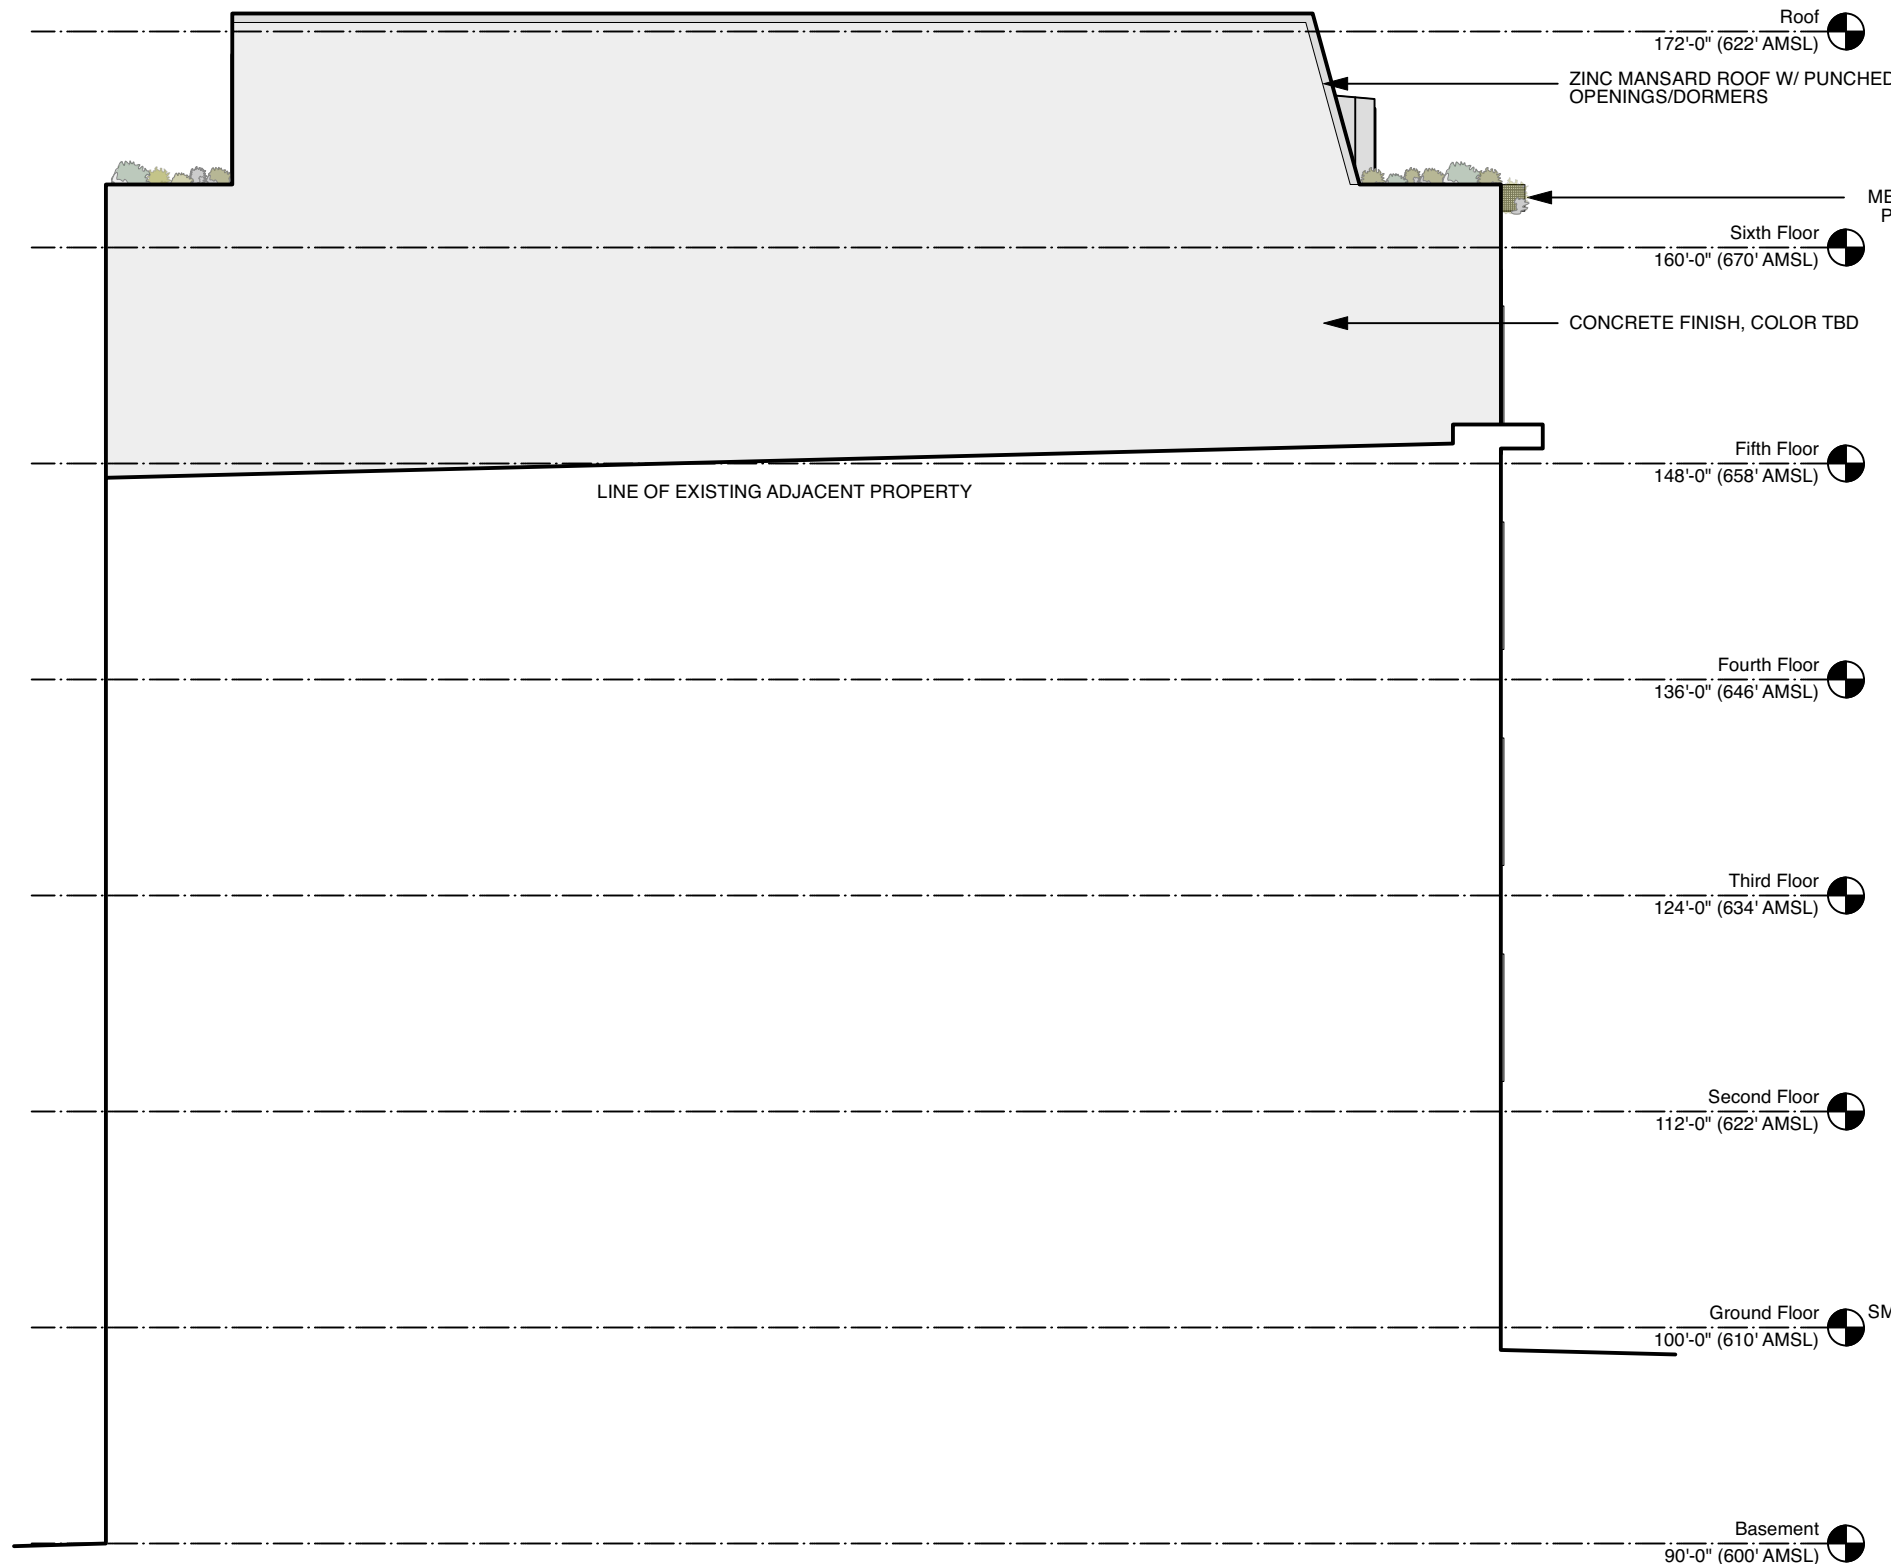 Roof
172'-0" (622' AMSL)
ZINC MANSARD ROOF W/ PUNCHED
OPENINGS/DORMERS
Sixth Floor
160'-0" (670' AMSL)
CONCRETE FINISH, COLOR TBD
Fifth Floor
148'-0" (658' AMSL)
LINE OF EXISTING ADJACENT PROPERTY
Fourth Floor
136'-0" (646' AMSL)
Third Floor
124'-0" (634' AMSL)
Second Floor
112'-0" (622' AMSL)
Ground Floor
100'-0" (610' AMSL)
Basement
90'-0" (600' AMSL)